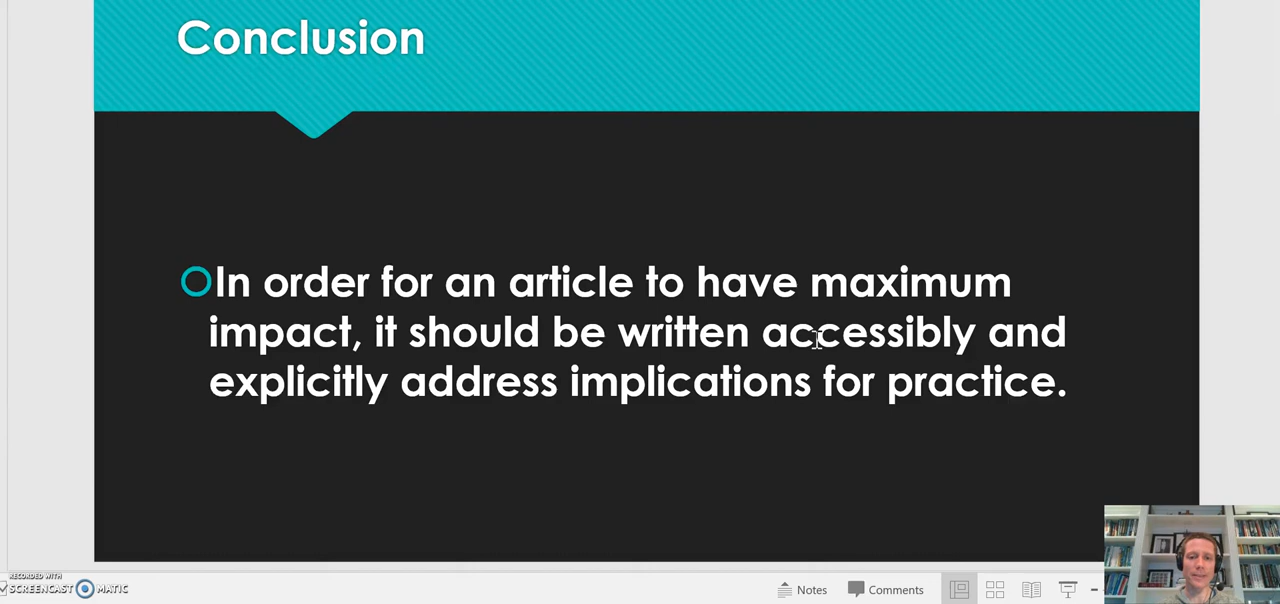 Conclusion
In order for an article to have maximum
impact, it should be written accessibly and
explicitly address implications for practice.
RECORDED WITH
SCREENCAST MATIC
Notes
Comments